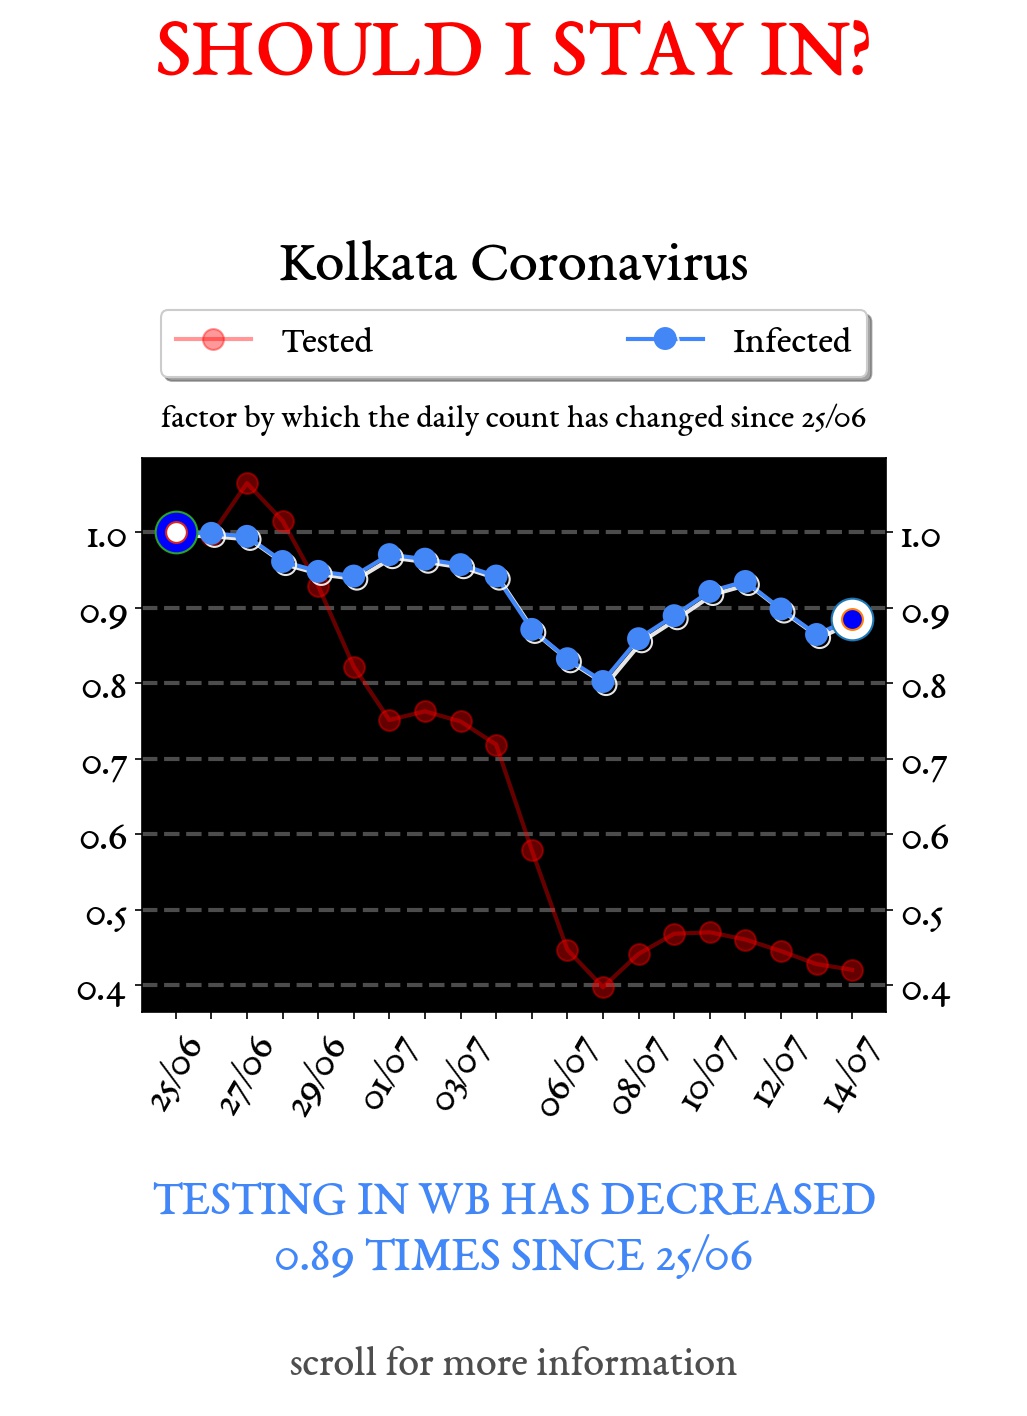 SHOULD I STAY IN?
Kolkata Coronavirus
Tested Infected
factor by which the daily count has changed since 25/06
1.0 1.0
0.9 0.9
0.8 0.8
0.7 0.7
0.6 0.6
0.5 0.5
0.4 0.4
25/06 27/06 29/06 01/07 03/07 06/07 08/07 10/07 12/07 14/07
TESTING IN WB HAS DECREASED
0.89 TIMES SINCE 25/06
scroll for more information